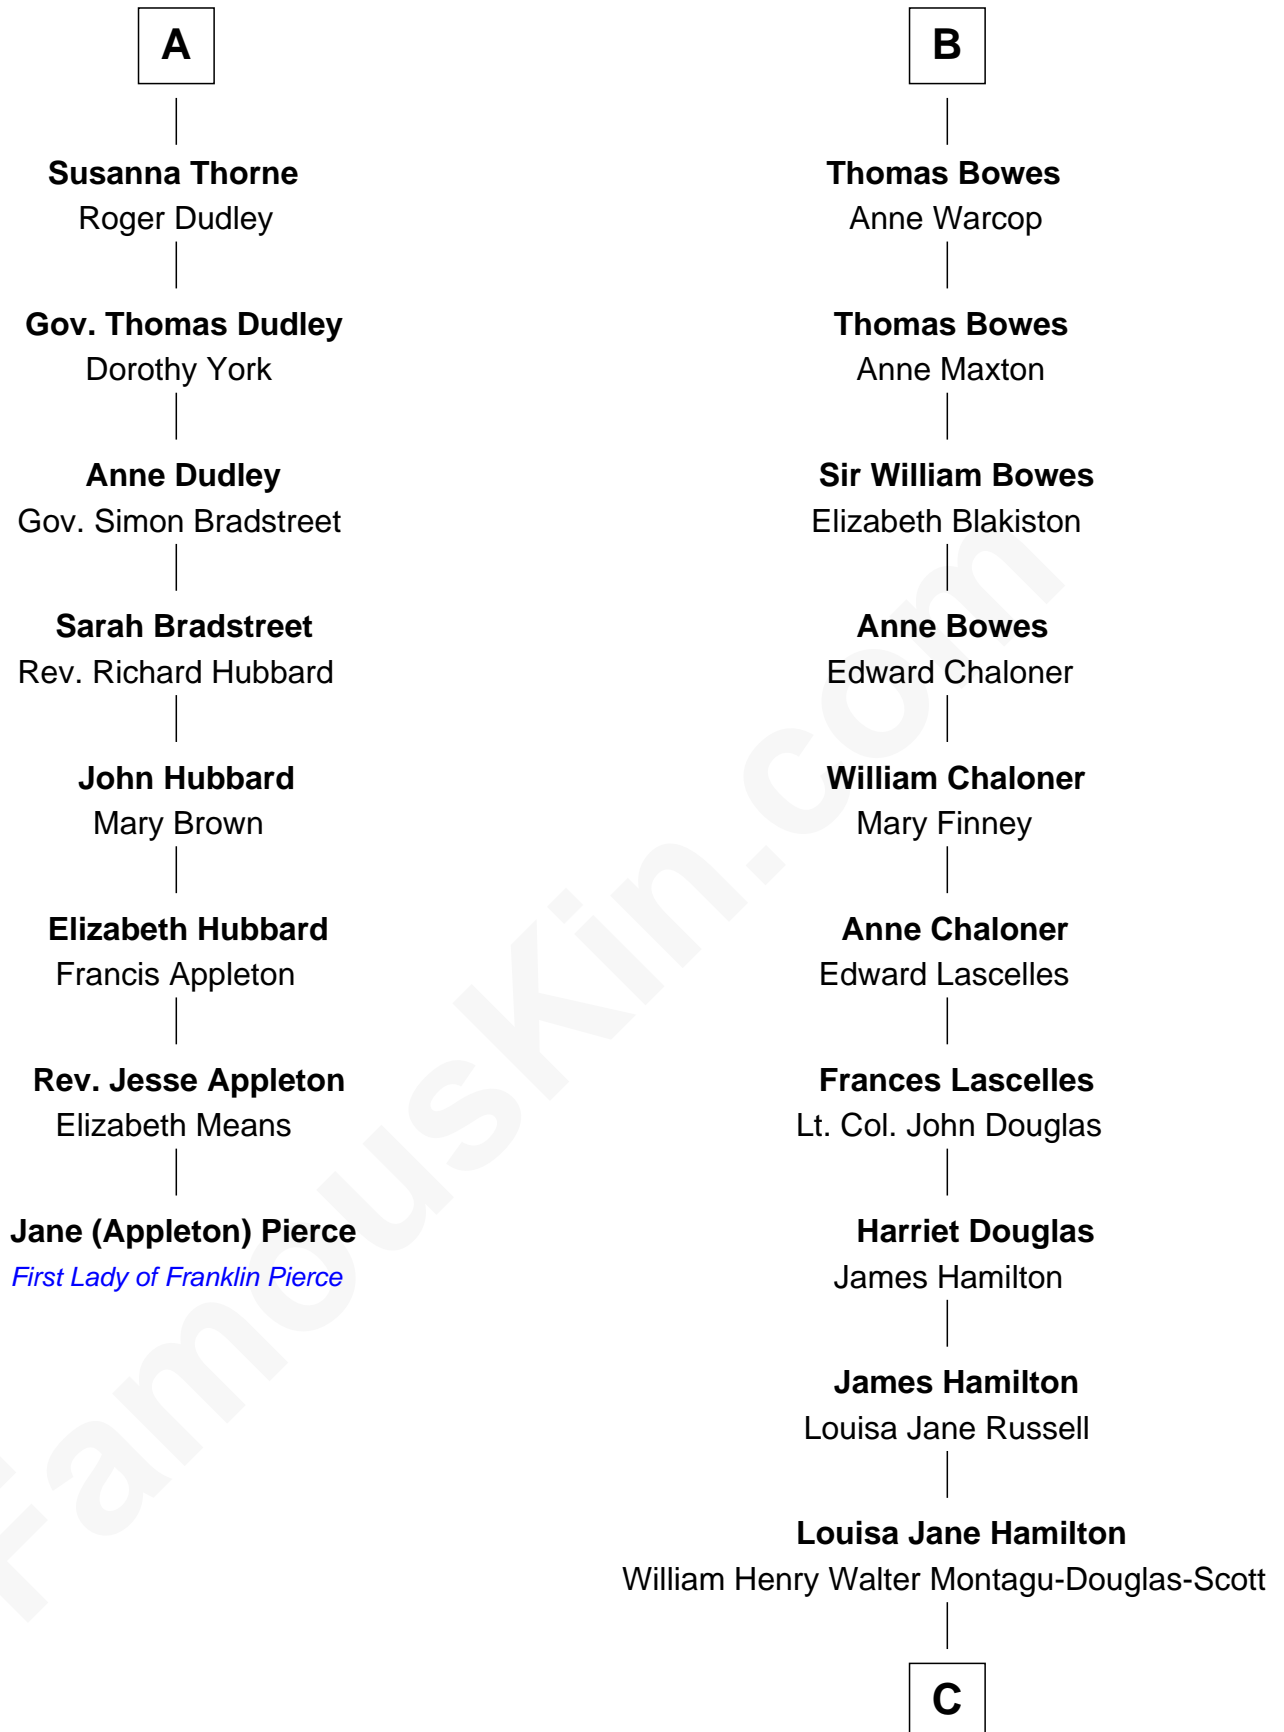 A
Susanna Thorne
Roger Dudley
Gov. Thomas Dudley
Dorothy York
Anne Dudley
Gov. Simon Bradstreet
Sarah Bradstreet
Rev. Richard Hubbard
John Hubbard
Mary Brown
Elizabeth Hubbard
Francis Appleton
Rev. Jesse Appleton
Elizabeth Means
Jane (Appleton) Pierce
First Lady of Franklin Pierce
B
Thomas Bowes
Anne Warcop
Thomas Bowes
Anne Maxton
Sir William Bowes
Elizabeth Blakiston
Anne Bowes
Edward Chaloner
William Chaloner
Mary Finney
Anne Chaloner
Edward Lascelles
Frances Lascelles
Lt. Col. John Douglas
Harriet Douglas
James Hamilton
James Hamilton
Louisa Jane Russell
Louisa Jane Hamilton
William Henry Walter Montagu-Douglas-Scott
C
FamousKin.com